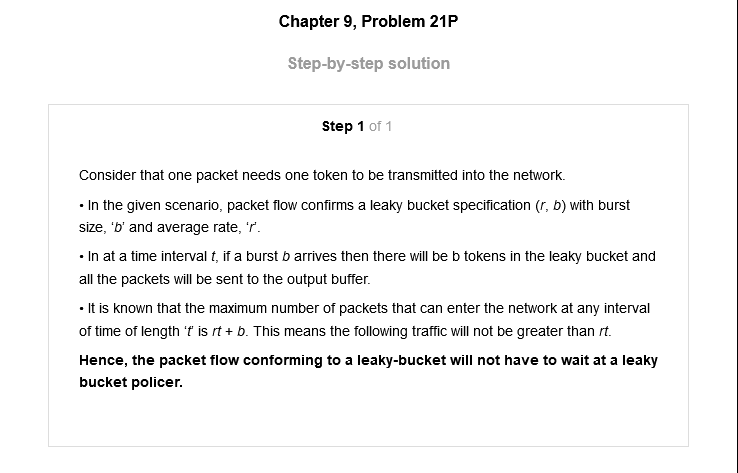 Chapter 9, Problem 21P
Step-by-step solution
Step 1 of 1
Consider that one packet needs one token to be transmitted into the network.
• In the given scenario, packet flow confirms a leaky bucket specification (r, b) with burst
size, ‘b’ and average rate, ‘r’.
• In at a time interval t, if a burst b arrives then there will be b tokens in the leaky bucket and
all the packets will be sent to the output buffer.
• It is known that the maximum number of packets that can enter the network at any interval
of time of length ‘t’ is rt + b. This means the following traffic will not be greater than rt.
Hence, the packet flow conforming to a leaky-bucket will not have to wait at a leaky
bucket policer.